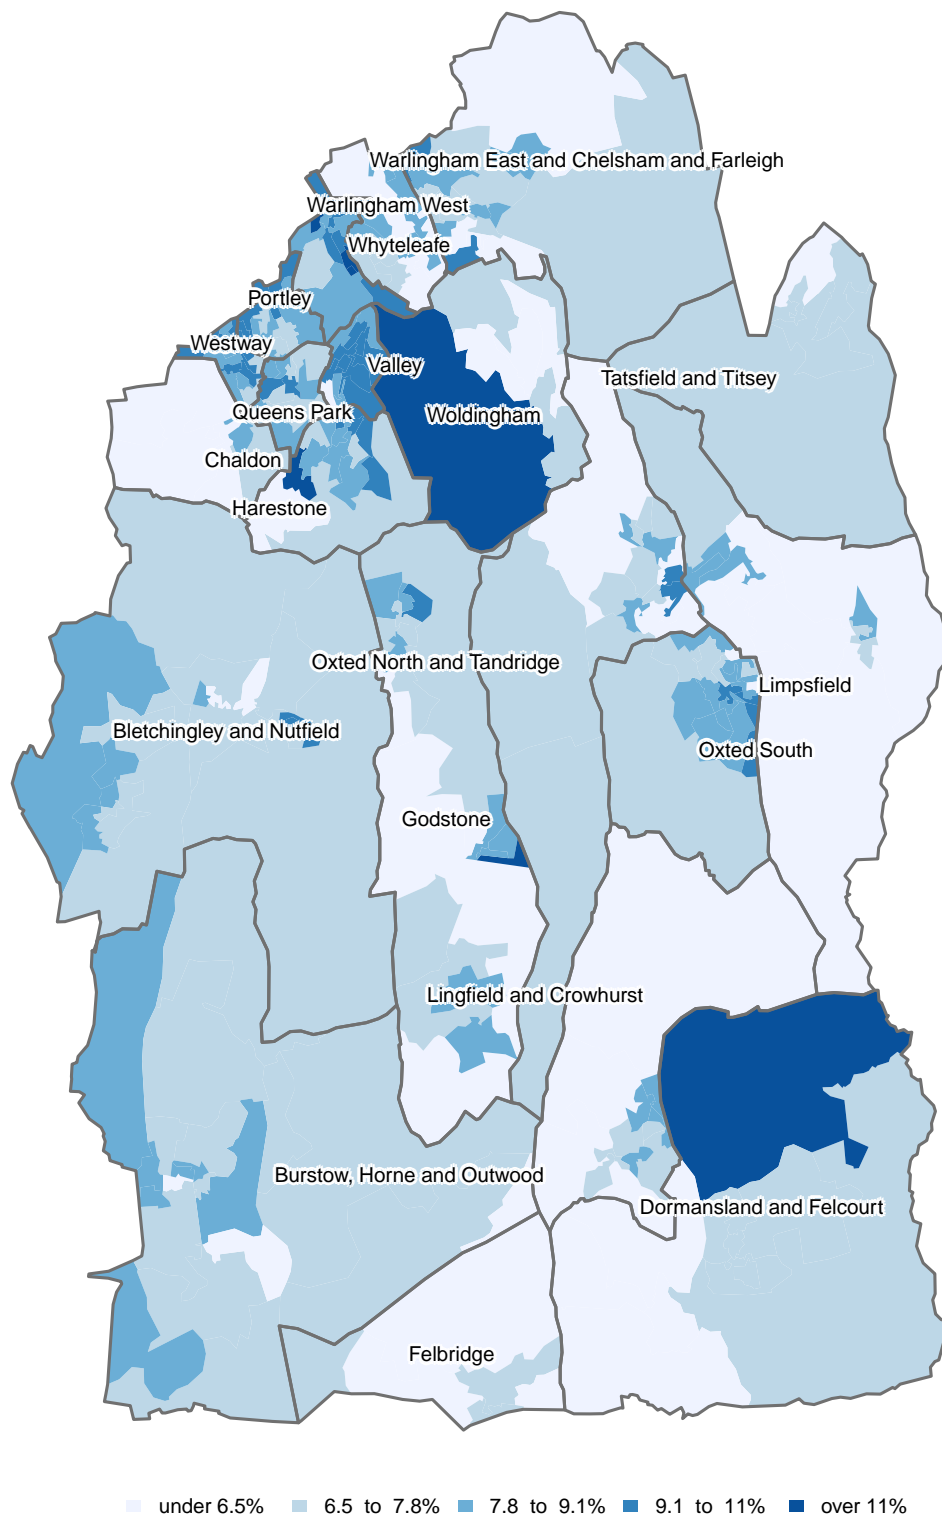 Warlingham East and Chelsham and Farleigh
Warlingham West
Whyteleafe
Portley
Westway
Valley
Tatsfield and Titsey
Queens Park
Woldingham
Chaldon
Harestone
Oxted North and Tandridge
Limpsfield
Bletchingley and Nutfield
Oxted South
Godstone
Lingfield and Crowhurst
Burstow, Horne and Outwood
Dormansland and Felcourt
Felbridge
under 6.5% 6.5 to 7.8% 7.8 to 9.1% 9.1 to 11% over 11%